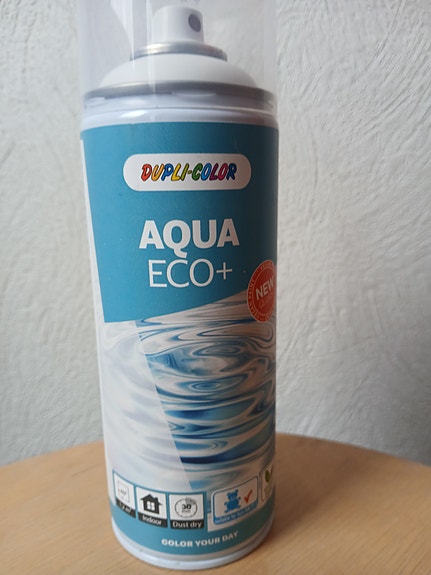 DUPLI-COLOR
AQUA
ECO+
NEW
30
Indoor
Dust dry
COLOR YOUR DAY